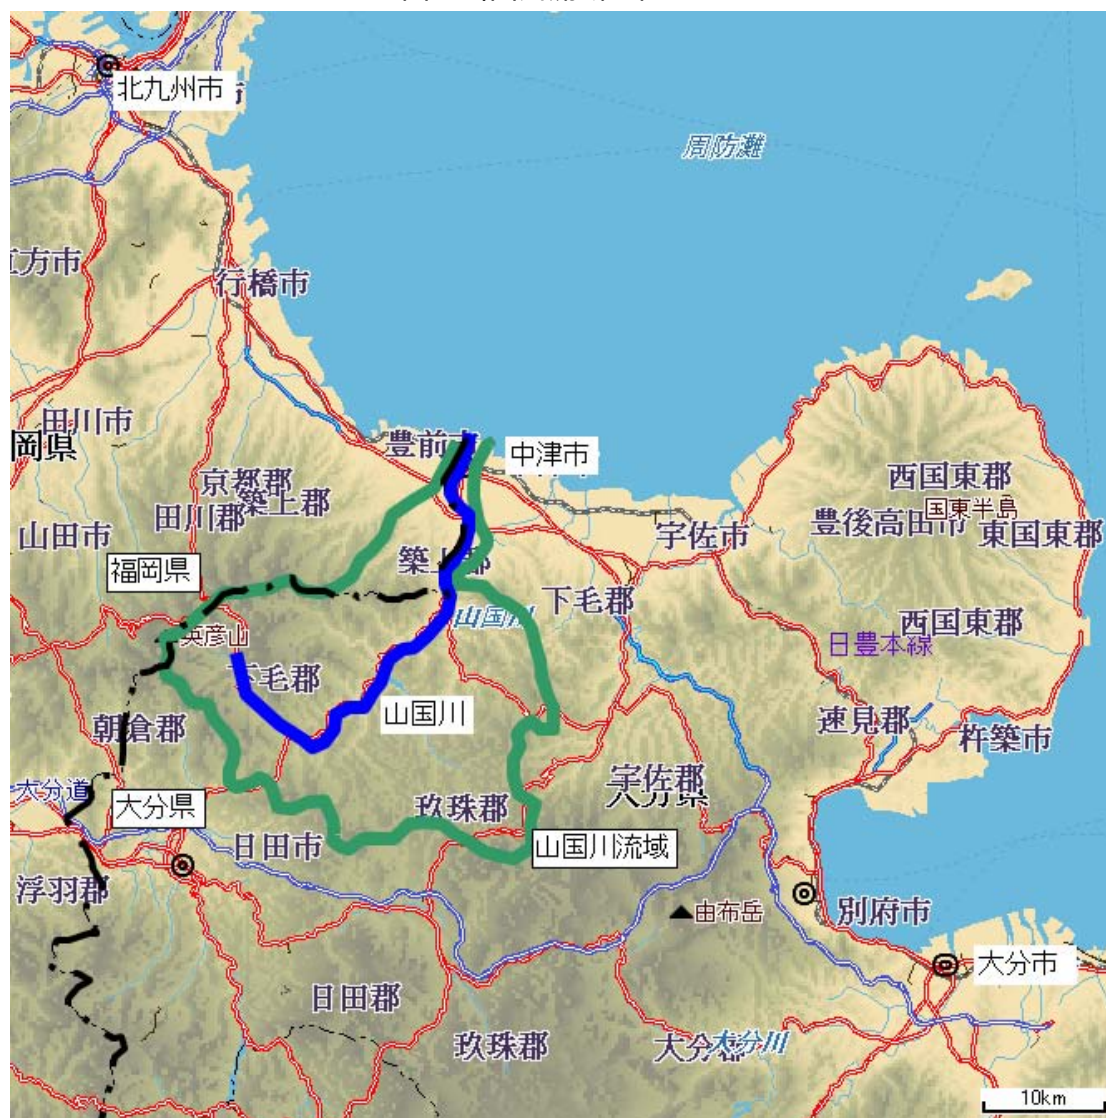 北九州市
周防灘
方市
行橋市
田川市
岡県
豊前市
中津市
京都郡
築上郡
田川郡
山田市
西国東郡
国東半島
豊後高田市
東国東郡
宇佐市
福岡県
築上郡
山国川
下毛郡
西国東郡
日豊本線
英彦山
下毛郡
山国川
朝倉郡
速見郡
杵築市
大分道
大分県
玖珠郡
宇佐郡
大分県
日田市
山国川流域
浮羽郡
由布岳
別府市
大分市
日田郡
玖珠郡
大分郡
大分川
10km